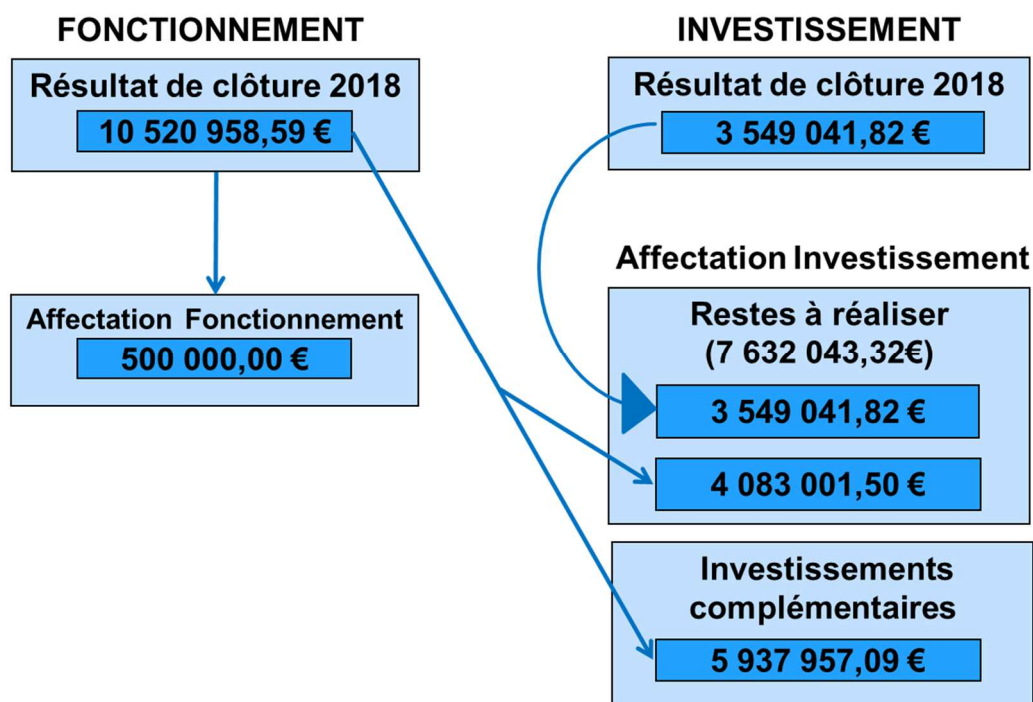 FONCTIONNEMENT
Résultat de clôture 2018
10 520 958,59 €
Affectation Fonctionnement
500 000,00 €
INVESTISSEMENT
Résultat de clôture 2018
3 549 041,82 €
Affectation Investissement
Restes à réaliser
(7 632 043,32€)
3 549 041,82 €
4 083 001,50 €
Investissements
complémentaires
5 937 957,09 €